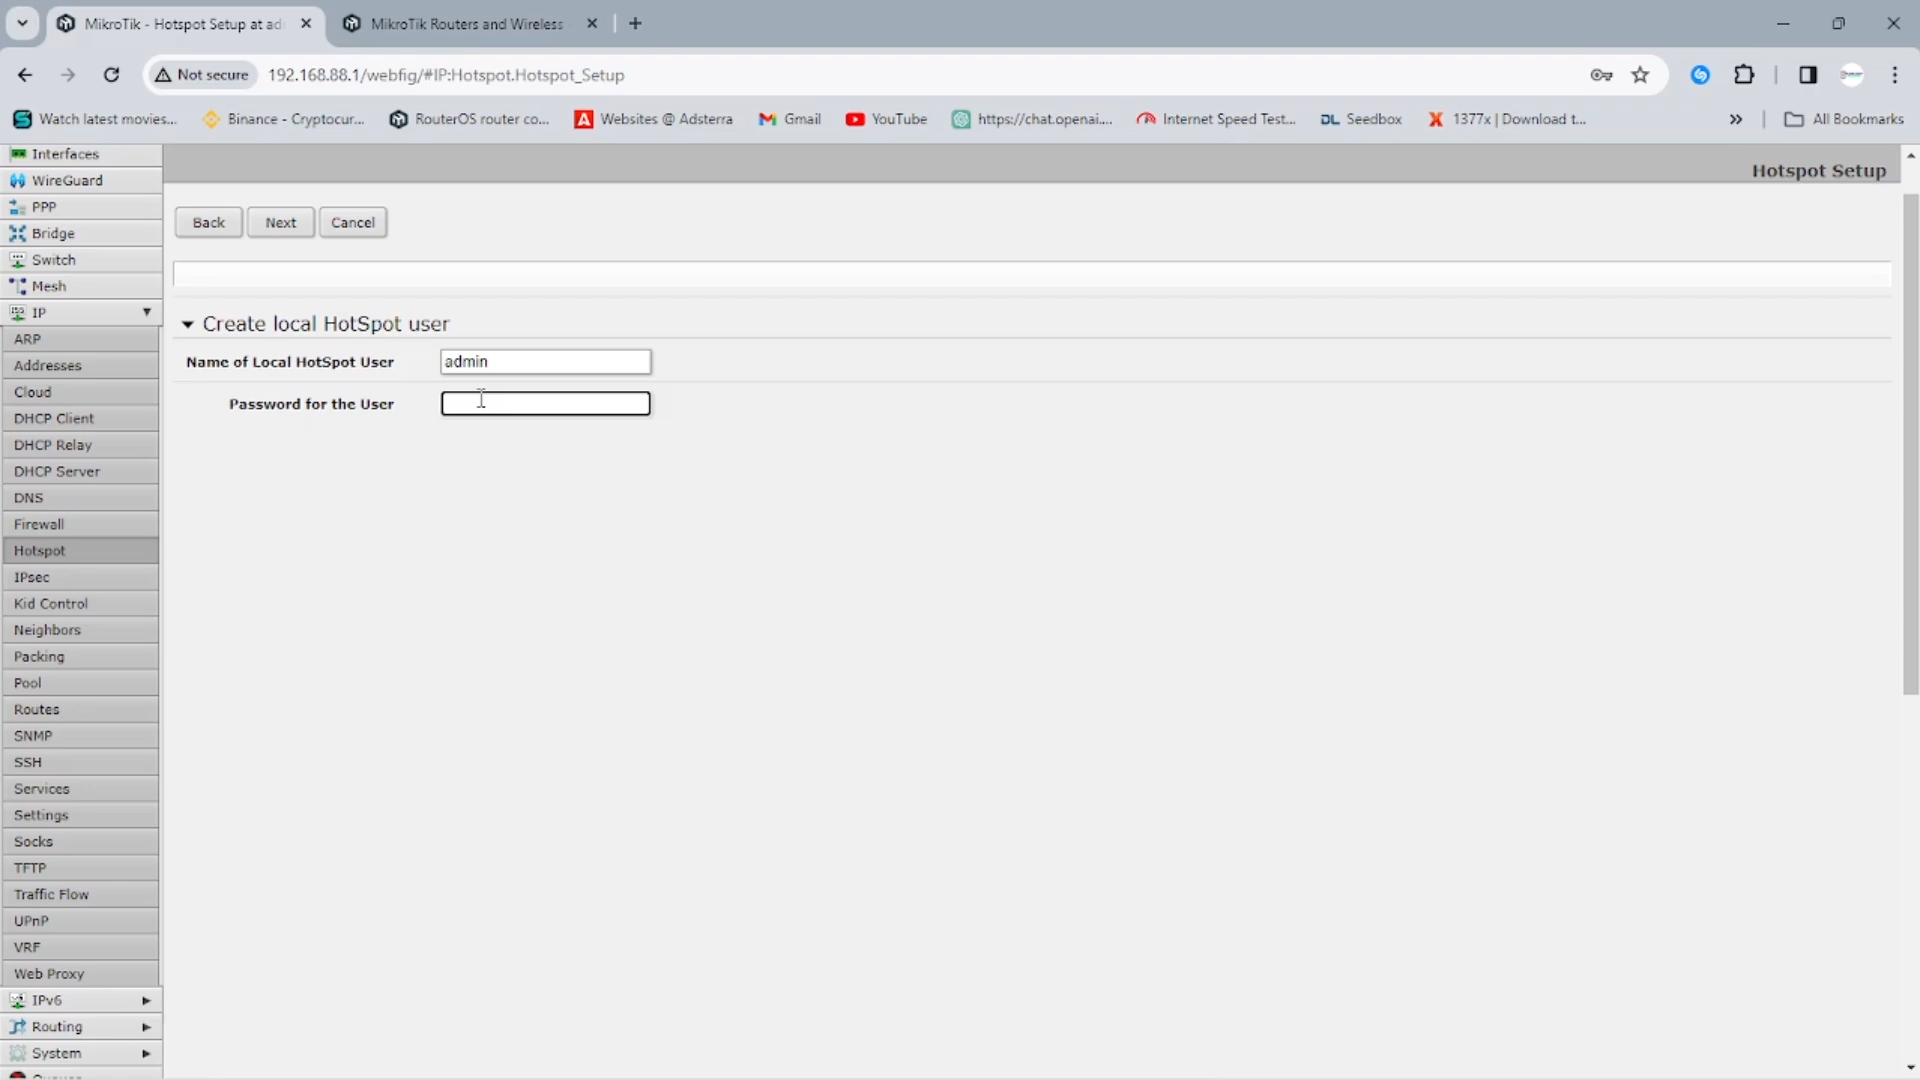 MikroTik - Hotspot Setup at ad
MikroTik Routers and Wireless
Not secure
192.168.88.1/webfig/#IP:Hotspot.Hotspot_Setup
Watch latest movies...
Binance - Cryptocur...
RouterOS router co...
Websites @ Adsterra
Gmail
YouTube
https://chat.openai....
Internet Speed Test...
DL Seedbox
1377x | Download t...
»
All Bookmarks
Interfaces
WireGuard
PPP
Bridge
Switch
Mesh
IP
ARP
Addresses
Cloud
DHCP Client
DHCP Relay
DHCP Server
DNS
Firewall
Hotspot
IPsec
Kid Control
Neighbors
Packing
Pool
Routes
SNMP
SSH
Services
Settings
Socks
TFTP
Traffic Flow
UPnP
VRF
Web Proxy
IPv6
Routing
System
Hotspot Setup
Back Next Cancel
Create local HotSpot user
Name of Local HotSpot User admin
Password for the User